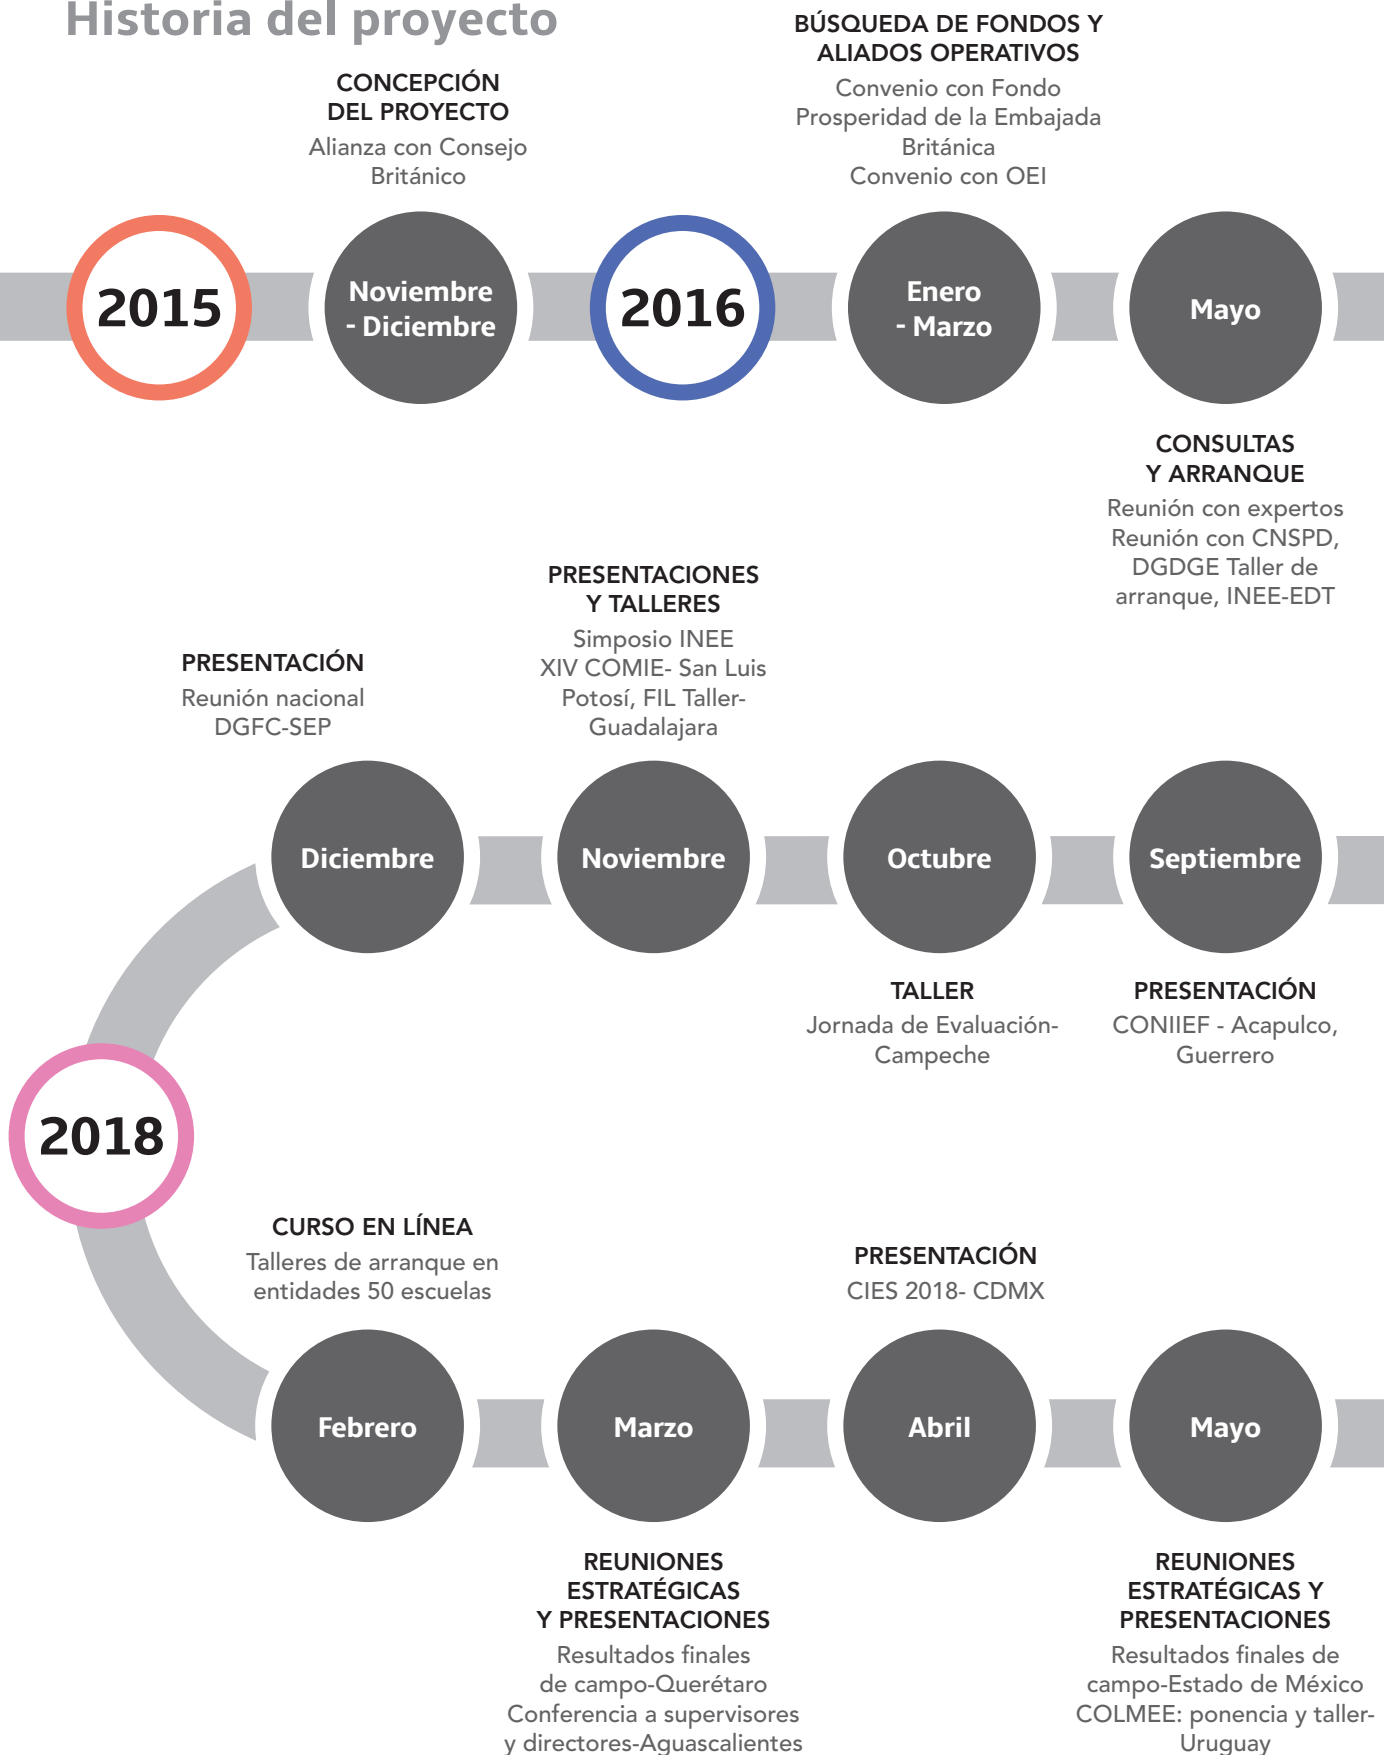 Historia del proyecto
CONCEPCIÓN
DEL PROYECTO
Alianza con Consejo
Británico
BÚSQUEDA DE FONDOS Y
ALIADOS OPERATIVOS
Convenio con Fondo
Prosperidad de la Embajada
Británica
Convenio con OEI
2015
Noviembre
- Diciembre
2016
Enero
- Marzo
Mayo
CONSULTAS
Y ARRANQUE
Reunión con expertos
Reunión con CNSPD,
DGDGE Taller de
arranque, INEE-EDT
PRESENTACIÓN
Reunión nacional
DGFC-SEP
PRESENTACIONES
Y TALLERES
Simposio INEE
XIV COMIE- San Luis
Potosí, FIL Taller-
Guadalajara
Diciembre
Noviembre
Octubre
Septiembre
TALLER
Jornada de Evaluación-
Campeche
PRESENTACIÓN
CONIIEF - Acapulco,
Guerrero
2018
CURSO EN LÍNEA
Talleres de arranque en
entidades 50 escuelas
PRESENTACIÓN
CIES 2018- CDMX
Febrero
Marzo
Abril
Mayo
REUNIONES
ESTRATÉGICAS
Y PRESENTACIONES
Resultados finales
de campo-Querétaro
Conferencia a supervisores
y directores-Aguascalientes
REUNIONES
ESTRATÉGICAS Y
PRESENTACIONES
Resultados finales de
campo-Estado de México
COLMEE: ponencia y taller-
Uruguay